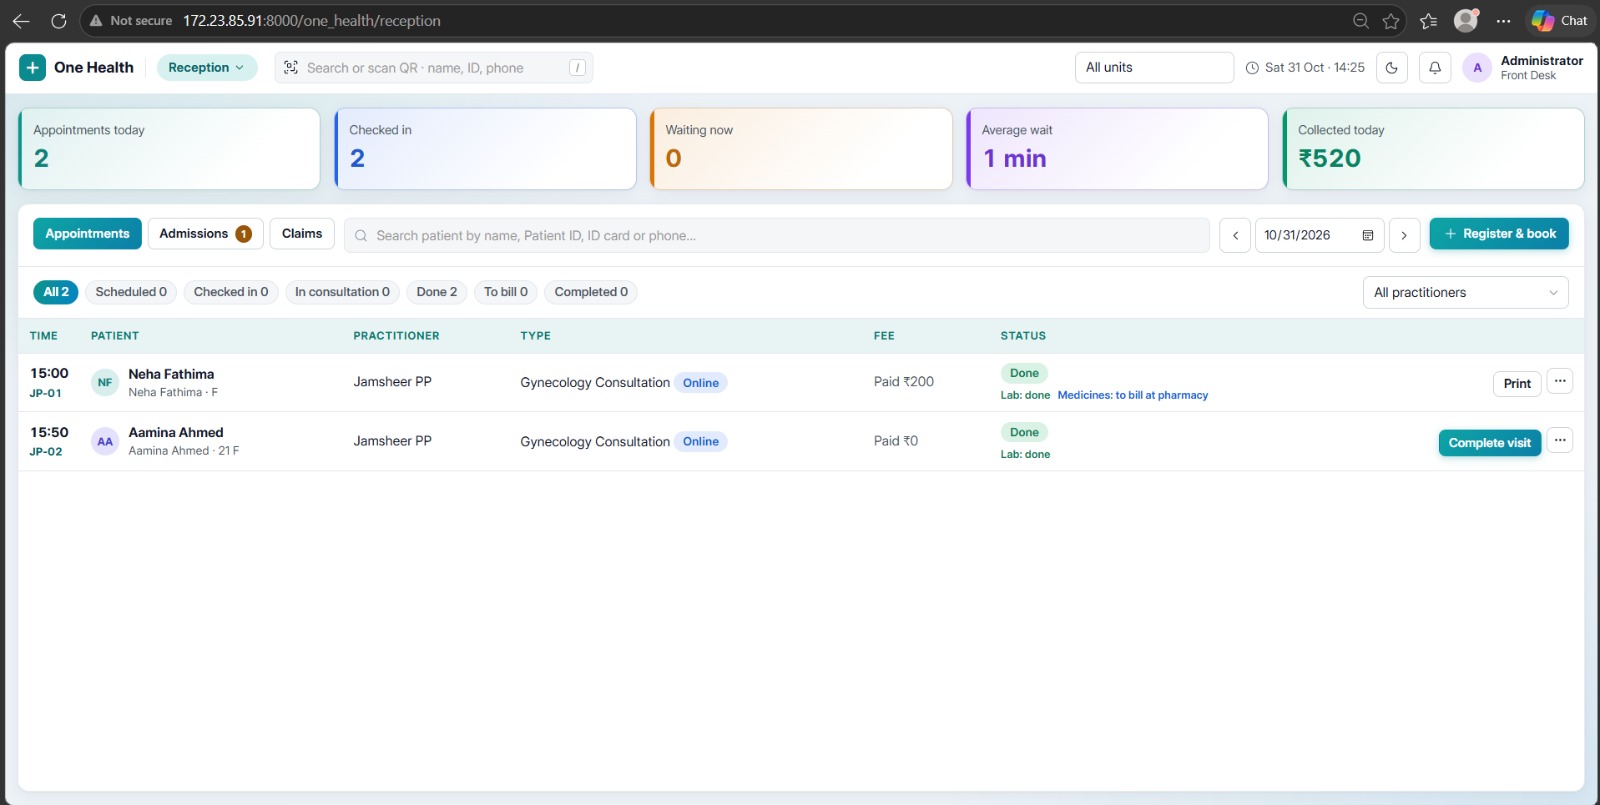 Not secure 172.23.85.91:8000/one_health/reception Chat
One Health Reception Search or scan QR · name, ID, phone / All units Sat 31 Oct · 14:25 A Administrator
Front Desk
Appointments today Checked in Waiting now Average wait Collected today
2 2 0 1 min ₹520
Appointments Admissions 1 Claims Search patient by name, Patient ID, ID card or phone... 10/31/2026 + Register & book
All 2 Scheduled 0 Checked in 0 In consultation 0 Done 2 To bill 0 Completed 0 All practitioners
TIME PATIENT PRACTITIONER TYPE FEE STATUS
15:00 NF Neha Fathima Jamsheer PP Gynecology Consultation Online Paid ₹200 Done Print ...
JP-01 Neha Fathima · F Lab: done Medicines: to bill at pharmacy
15:50 AA Aamina Ahmed Jamsheer PP Gynecology Consultation Online Paid ₹0 Done Complete visit ...
JP-02 Aamina Ahmed · 21 F Lab: done